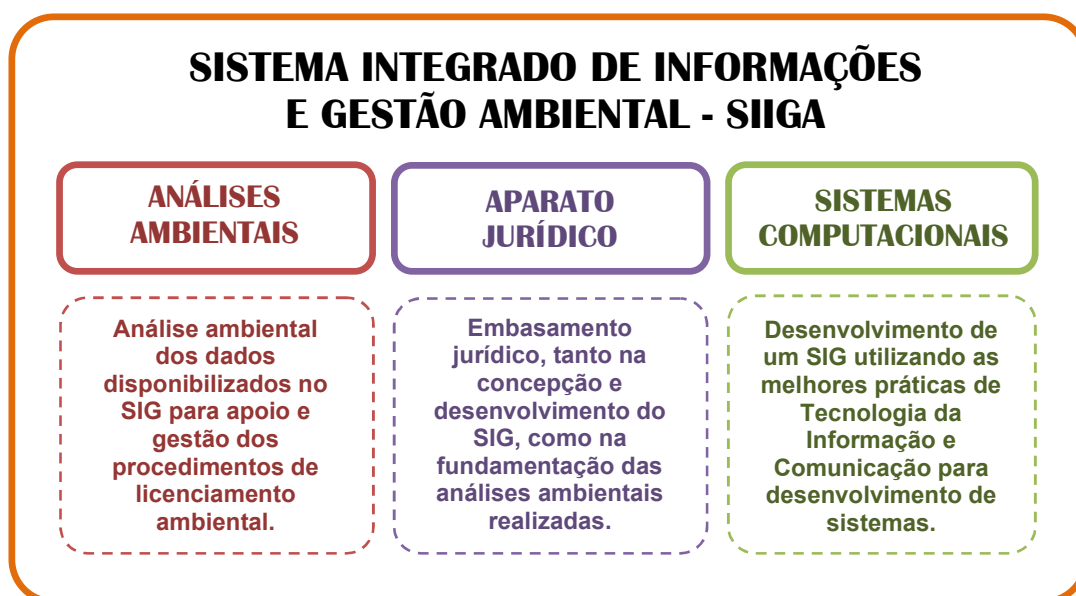 SISTEMA INTEGRADO DE INFORMAÇÕES
E GESTÃO AMBIENTAL - SIIGA
ANÁLISES
AMBIENTAIS
Análise ambiental
dos dados
disponibilizados no
SIG para apoio e
gestão dos
procedimentos de
licenciamento
ambiental.
APARATO
JURÍDICO
Embasamento
jurídico, tanto na
concepção e
desenvolvimento do
SIG, como na
fundamentação das
análises ambientais
realizadas.
SISTEMAS
COMPUTACIONAIS
Desenvolvimento de
um SIG utilizando as
melhores práticas de
Tecnologia da
Informação e
Comunicação para
desenvolvimento de
sistemas.